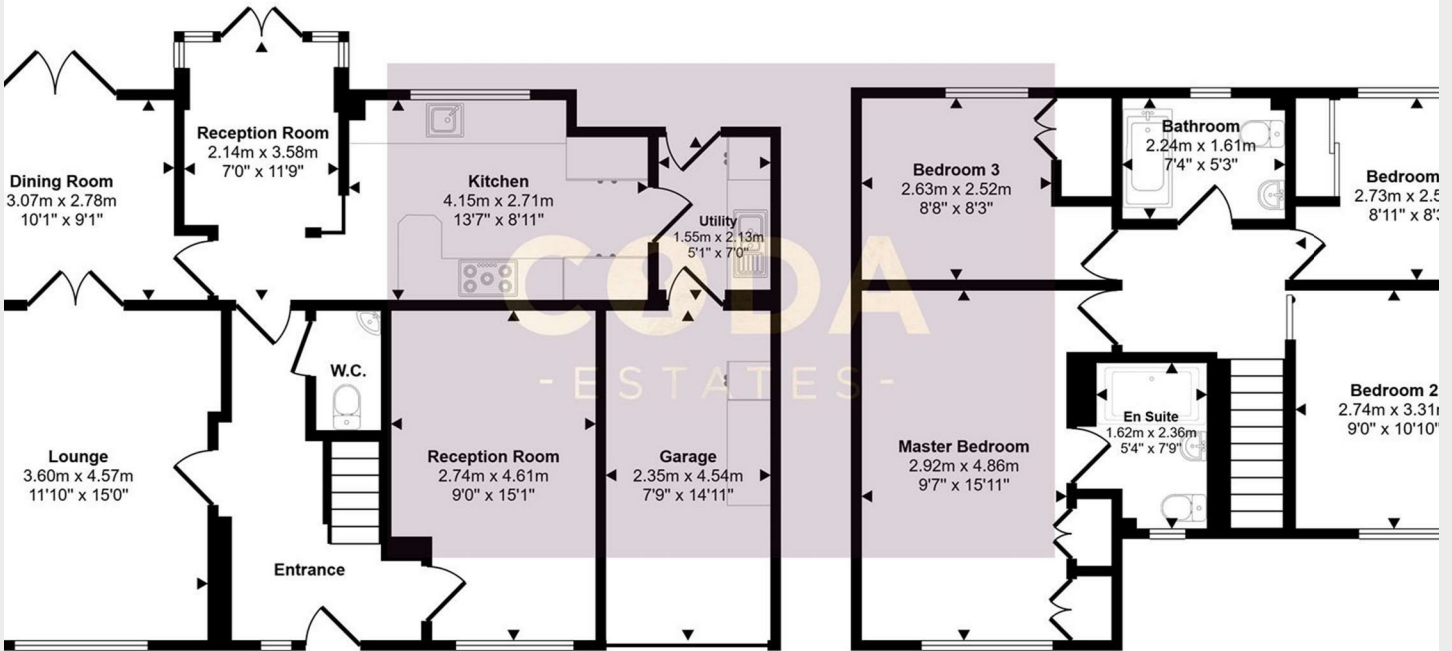 Reception Room
2.14m x 3.58m
7'0" x 11'9"
Dining Room
3.07m x 2.78m
10'1" x 9'1"
Kitchen
4.15m x 2.71m
13'7" x 8'11"
Utility
1.55m x 2.13m
5'1" x 7'0"
W.C.
Lounge
3.60m x 4.57m
11'10" x 15'0"
Reception Room
2.74m x 4.61m
9'0" x 15'1"
Garage
2.35m x 4.54m
7'9" x 14'11"
Entrance
CODA
-ESTATES-
Bedroom 3
2.63m x 2.52m
8'8" x 8'3"
Bathroom
2.24m x 1.61m
7'4" x 5'3"
Bedroom
2.73m x 2.5
8'11" x 8'3
Master Bedroom
2.92m x 4.86m
9'7" x 15'11"
En Suite
1.62m x 2.36m
5'4" x 7'9"
Bedroom 2
2.74m x 3.31m
9'0" x 10'10"